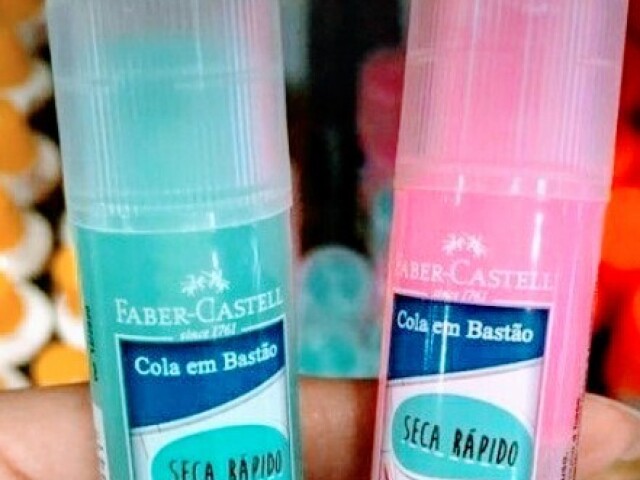 FABER-CASTELL
since 1761
Cola em Bastão
SECA RÁPIDO
FABER-CASTELL
since 1761
Cola em Bastão
SECA RÁPIDO